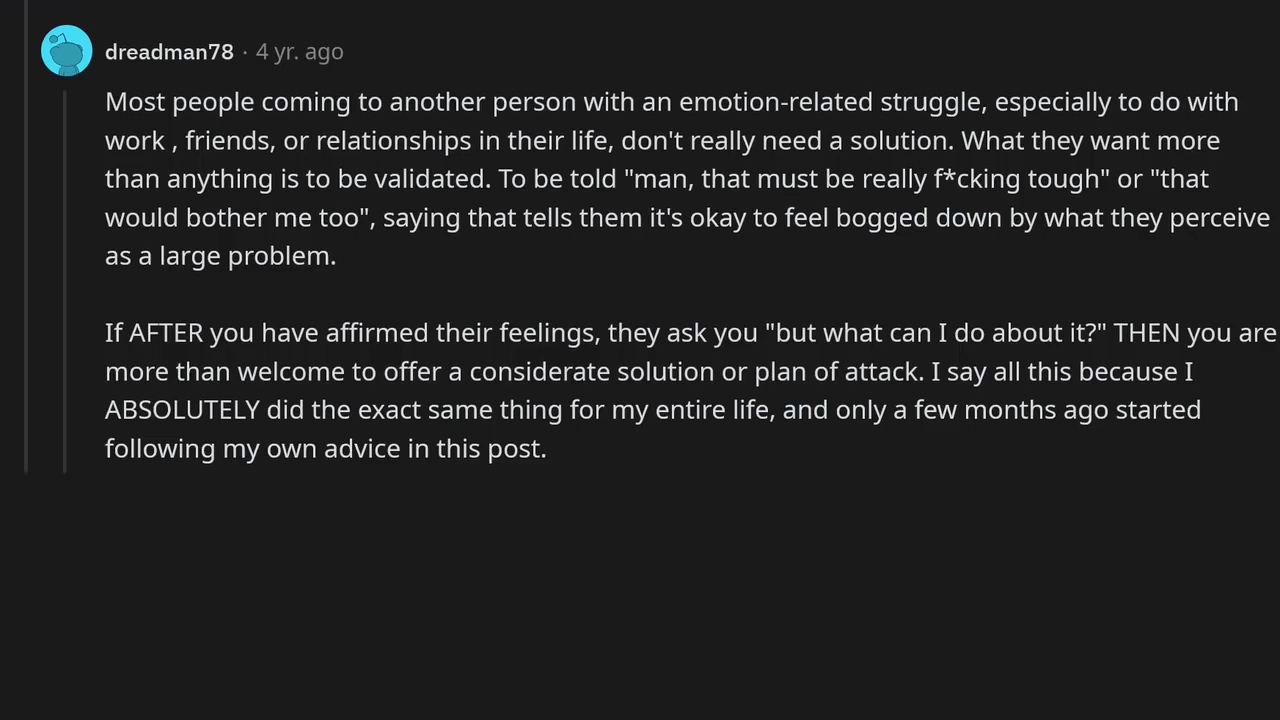 dreadman78 · 4 yr. ago
Most people coming to another person with an emotion-related struggle, especially to do with
work , friends, or relationships in their life, don't really need a solution. What they want more
than anything is to be validated. To be told "man, that must be really f*cking tough" or "that
would bother me too", saying that tells them it's okay to feel bogged down by what they perceive
as a large problem.
If AFTER you have affirmed their feelings, they ask you "but what can I do about it?" THEN you are
more than welcome to offer a considerate solution or plan of attack. I say all this because I
ABSOLUTELY did the exact same thing for my entire life, and only a few months ago started
following my own advice in this post.